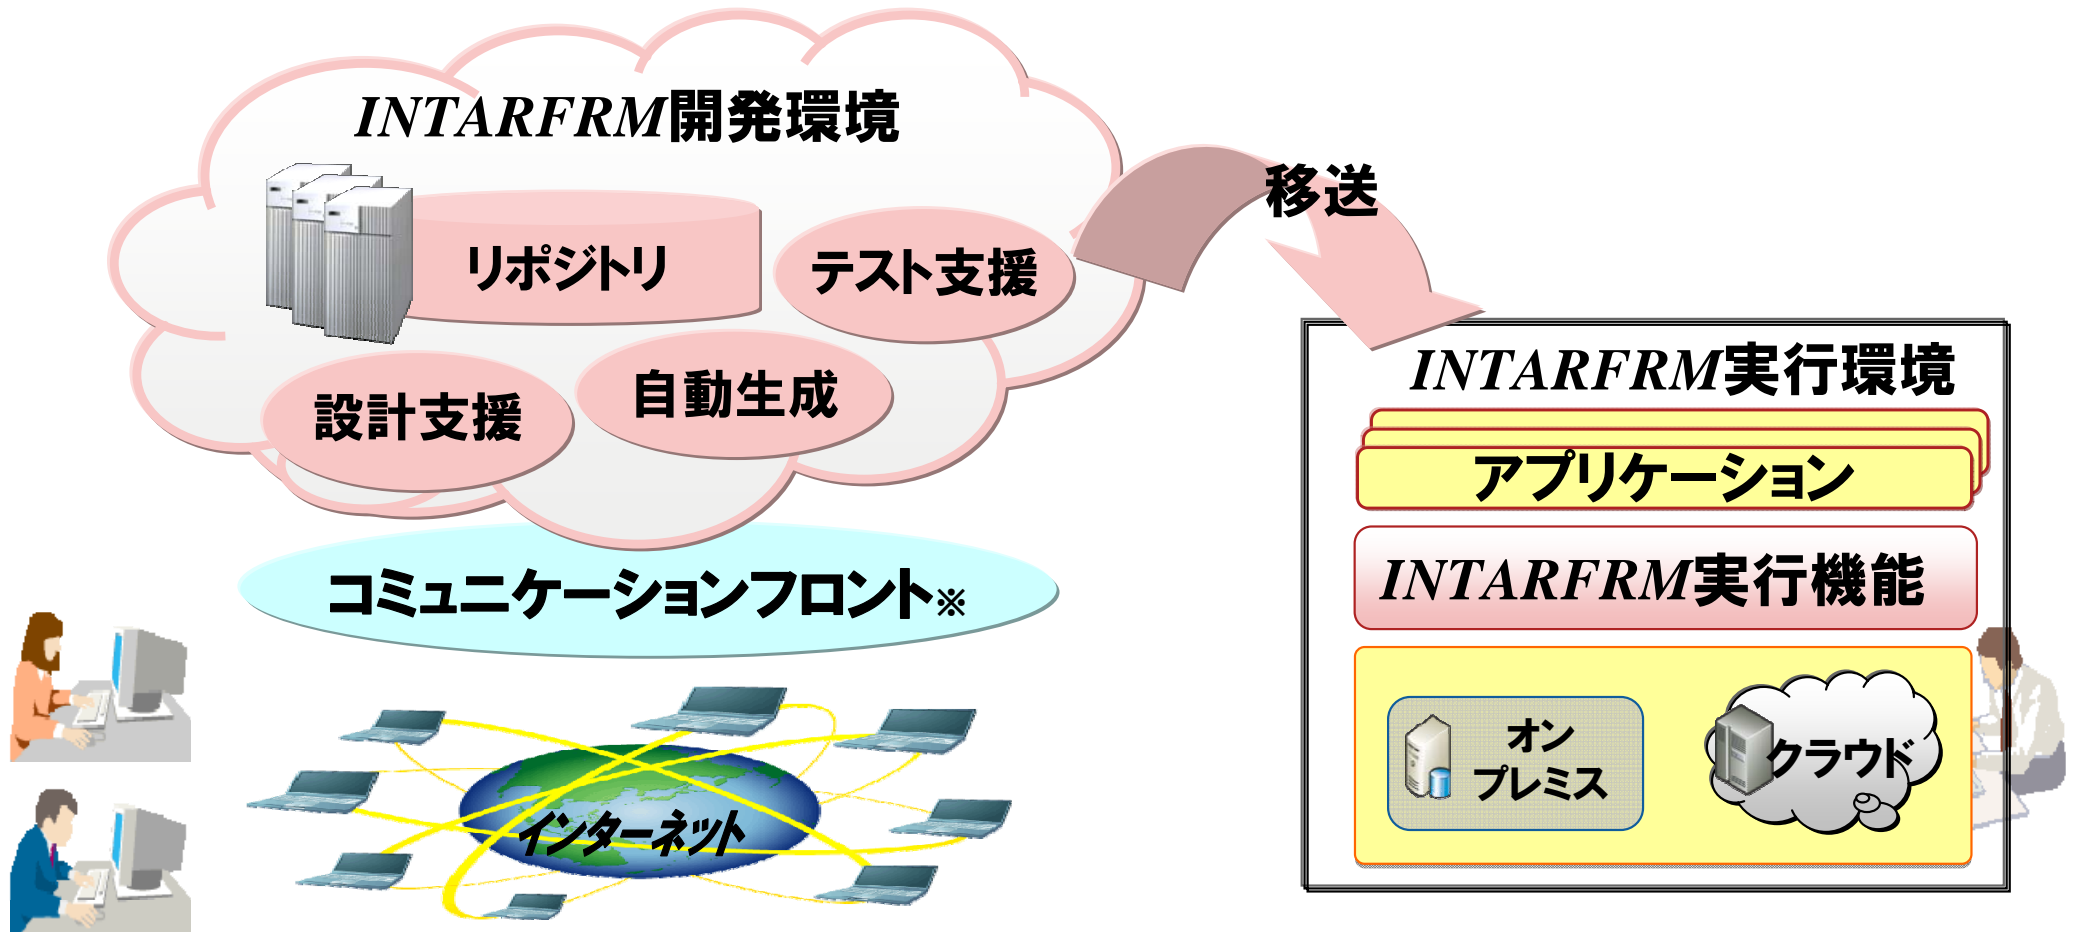 INTARFRM開発環境
リポジトリ
テスト支援
設計支援
自動生成
移送
コミュニケーションフロント※
インターネット
INTARFRM実行環境
アプリケーション
INTARFRM実行機能
オン
プレミス
クラウド